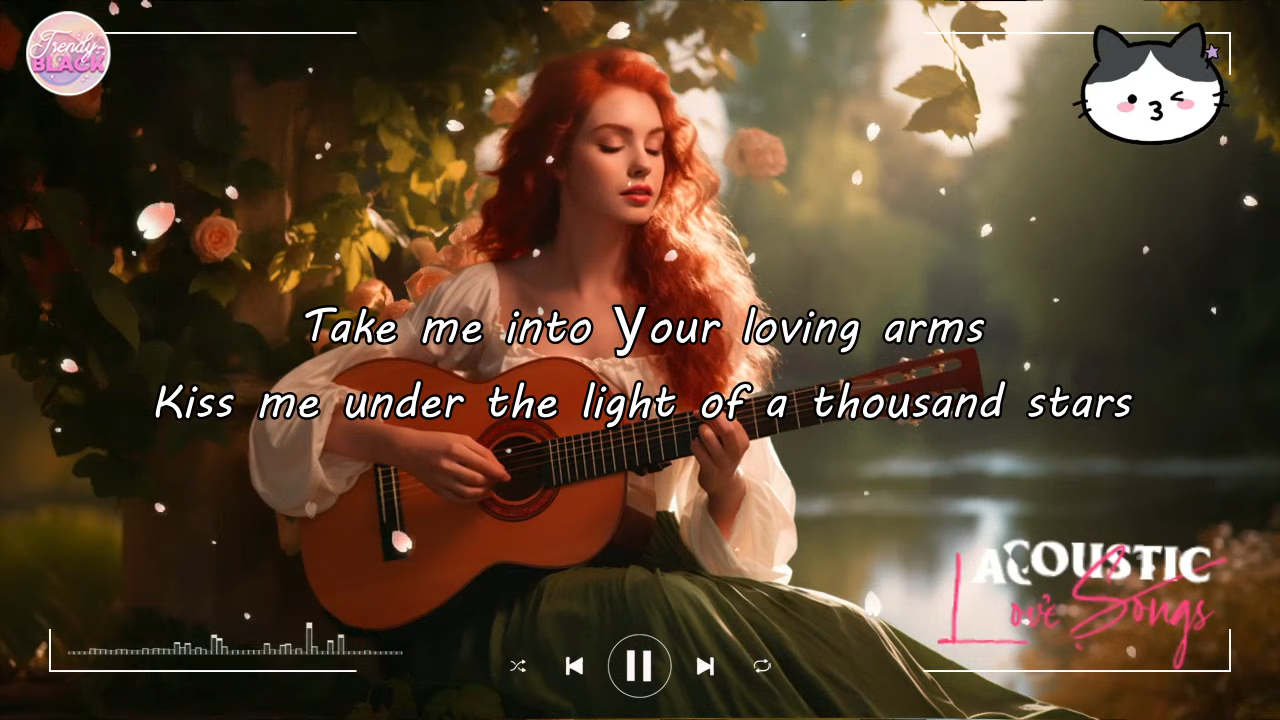 Trendy
BLACK
Take me into Your loving arms
Kiss me under the light of a thousand stars
ACOUSTIC
Love Songs